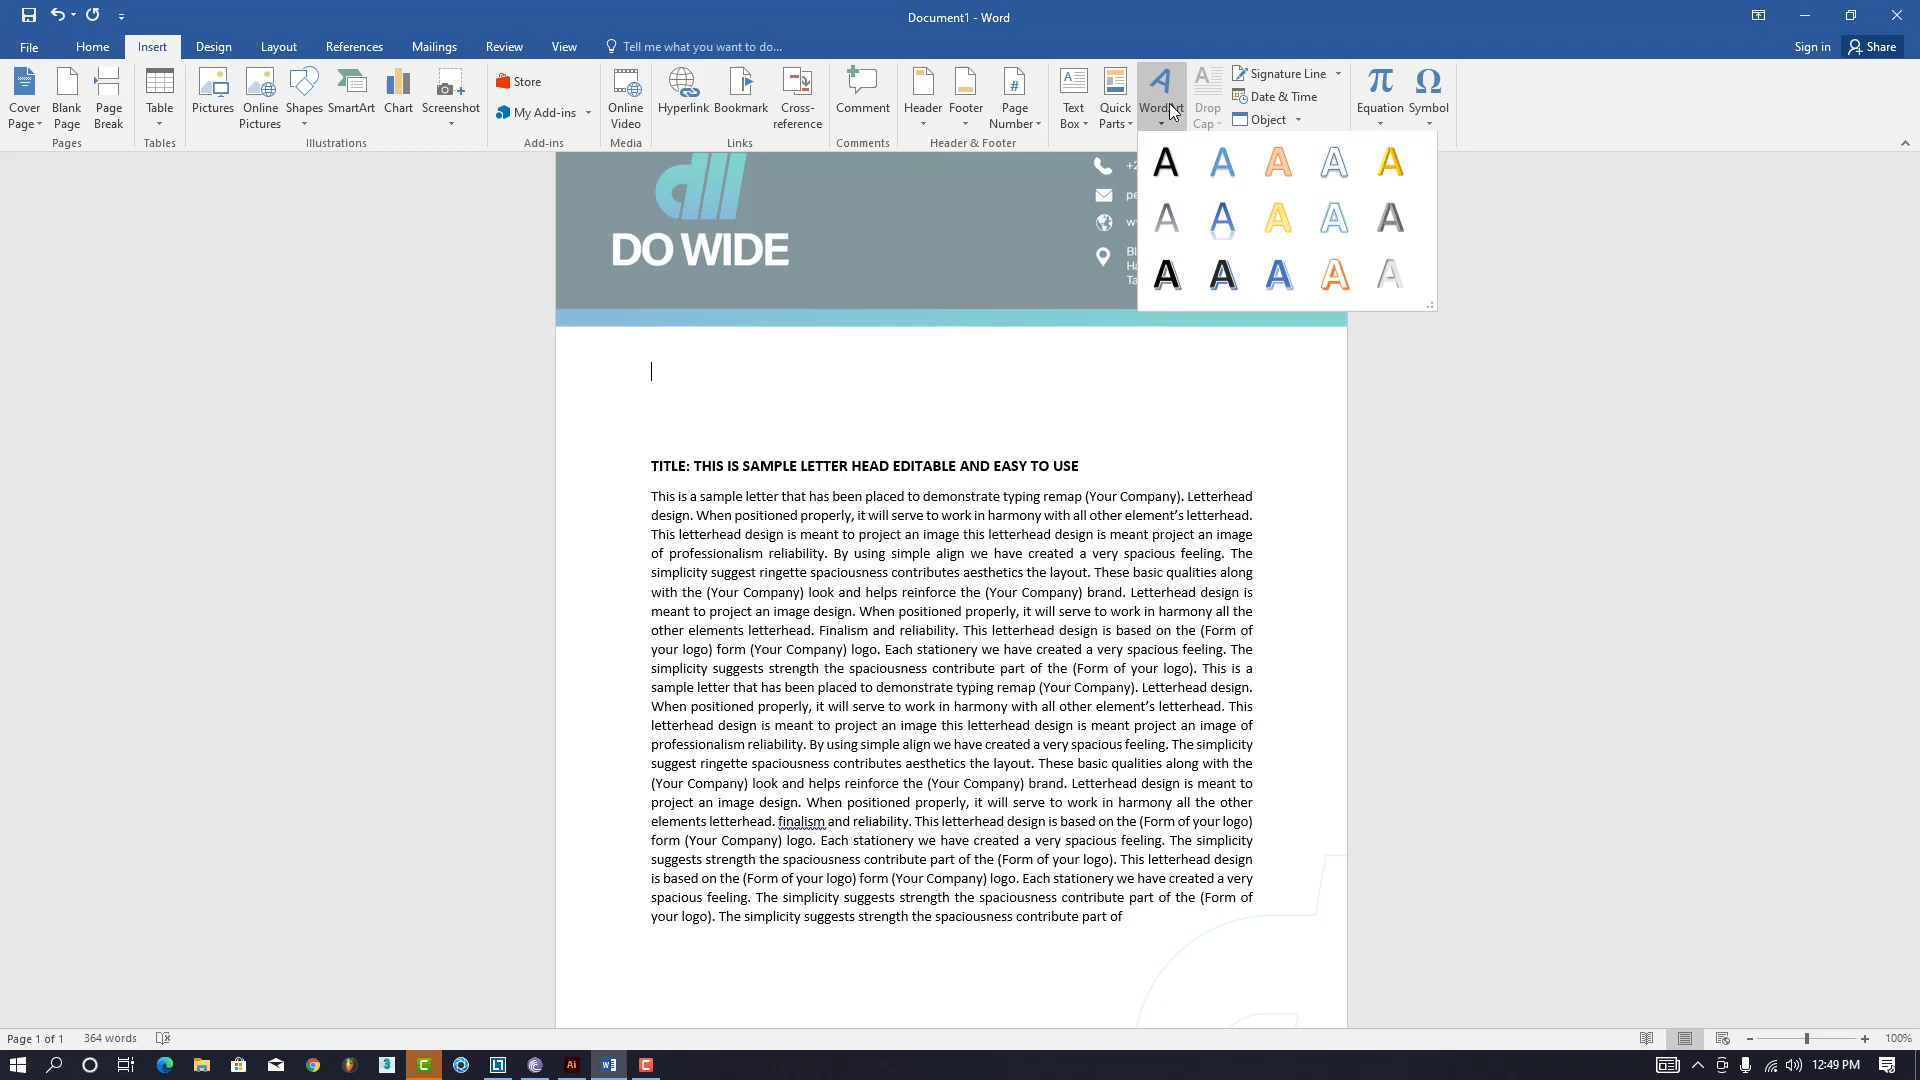 Document1 - Word
File Home Insert Design Layout References Mailings Review View Tell me what you want to do... Sign in Share
Cover Page Blank Page Page Break Table Pictures Online Pictures Shapes SmartArt Chart Screenshot Store My Add-ins Online Video Hyperlink Bookmark Cross-reference Comment Header Footer Page Number Text Box Quick Parts Drop Cap Signature Line Date & Time Object Equation Symbol
Pages Tables Illustrations Add-ins Media Links Comments Header & Footer
A A A A A
A A A A A
A A A A A
DO WIDE
TITLE: THIS IS SAMPLE LETTER HEAD EDITABLE AND EASY TO USE
This is a sample letter that has been placed to demonstrate typing remap (Your Company). Letterhead
design. When positioned properly, it will serve to work in harmony with all other element’s letterhead.
This letterhead design is meant to project an image this letterhead design is meant project an image
of professionalism reliability. By using simple align we have created a very spacious feeling. The
simplicity suggest ringette spaciousness contributes aesthetics the layout. These basic qualities along
with the (Your Company) look and helps reinforce the (Your Company) brand. Letterhead design is
meant to project an image design. When positioned properly, it will serve to work in harmony all the
other elements letterhead. Finalism and reliability. This letterhead design is based on the (Form of
your logo) form (Your Company) logo. Each stationery we have created a very spacious feeling. The
simplicity suggests strength the spaciousness contribute part of the (Form of your logo). This is a
sample letter that has been placed to demonstrate typing remap (Your Company). Letterhead design.
When positioned properly, it will serve to work in harmony with all other element’s letterhead. This
letterhead design is meant to project an image this letterhead design is meant project an image of
professionalism reliability. By using simple align we have created a very spacious feeling. The simplicity
suggest ringette spaciousness contributes aesthetics the layout. These basic qualities along with the
(Your Company) look and helps reinforce the (Your Company) brand. Letterhead design is meant to
project an image design. When positioned properly, it will serve to work in harmony all the other
elements letterhead. finalism and reliability. This letterhead design is based on the (Form of your logo)
form (Your Company) logo. Each stationery we have created a very spacious feeling. The simplicity
suggests strength the spaciousness contribute part of the (Form of your logo). This letterhead design
is based on the (Form of your logo) form (Your Company) logo. Each stationery we have created a very
spacious feeling. The simplicity suggests strength the spaciousness contribute part of the (Form of
your logo). The simplicity suggests strength the spaciousness contribute part of
Page 1 of 1 364 words 100%
12:49 PM